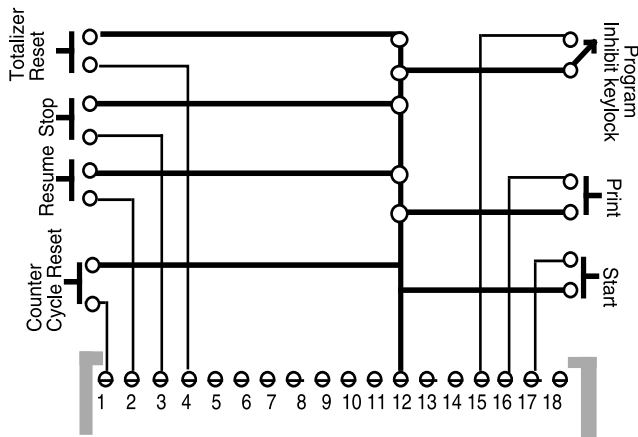 Totalizer
Reset
Stop
Resume
Counter
Cycle Reset
Program
Inhibit keylock
Print
Start
1 2 3 4 5 6 7 8 9 10 11 12 13 14 15 16 17 18